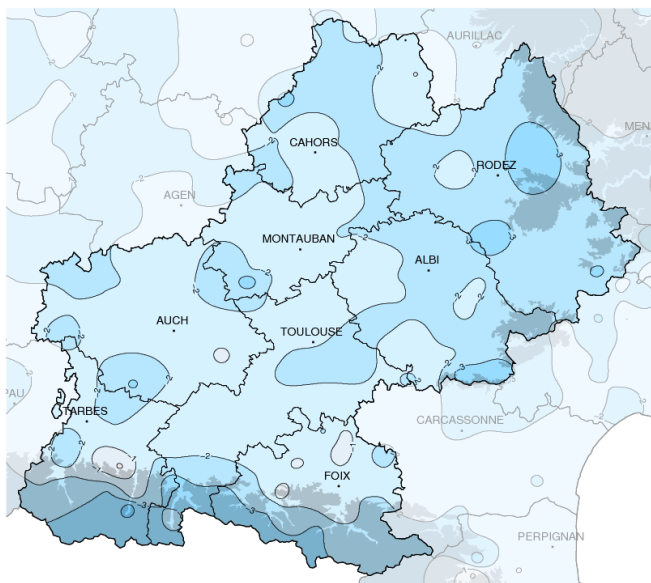 AURILLAC
MEN
CAHORS
RODEZ
AGEN
MONTAUBAN
ALBI
AUCH
TOULOUSE
PAU
TARBES
CARCASSONNE
FOIX
PERPIGNAN